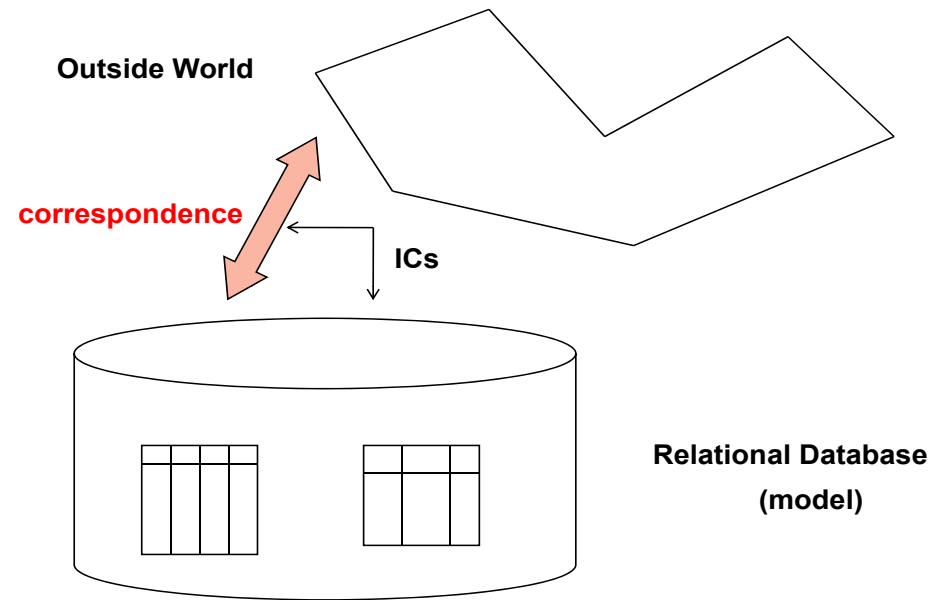 Outside World
correspondence
ICs
Relational Database
(model)